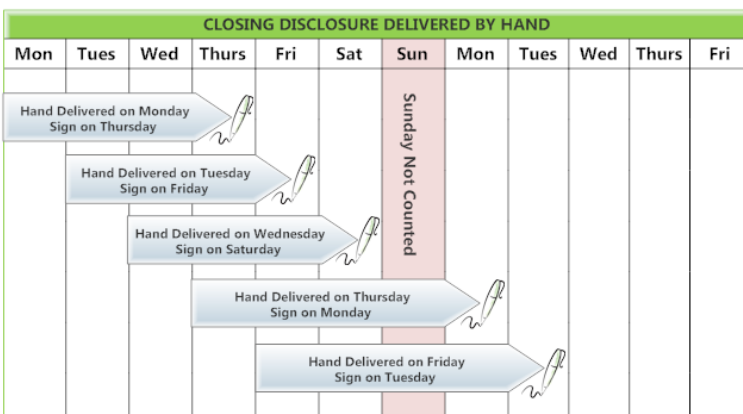 CLOSING DISCLOSURE DELIVERED BY HAND
Mon Tues Wed Thurs Fri Sat Sun Mon Tues Wed Thurs Fri
Hand Delivered on Monday
Sign on Thursday
Hand Delivered on Tuesday
Sign on Friday
Hand Delivered on Wednesday
Sign on Saturday
Sunday Not Counted
Hand Delivered on Thursday
Sign on Monday
Hand Delivered on Friday
Sign on Tuesday